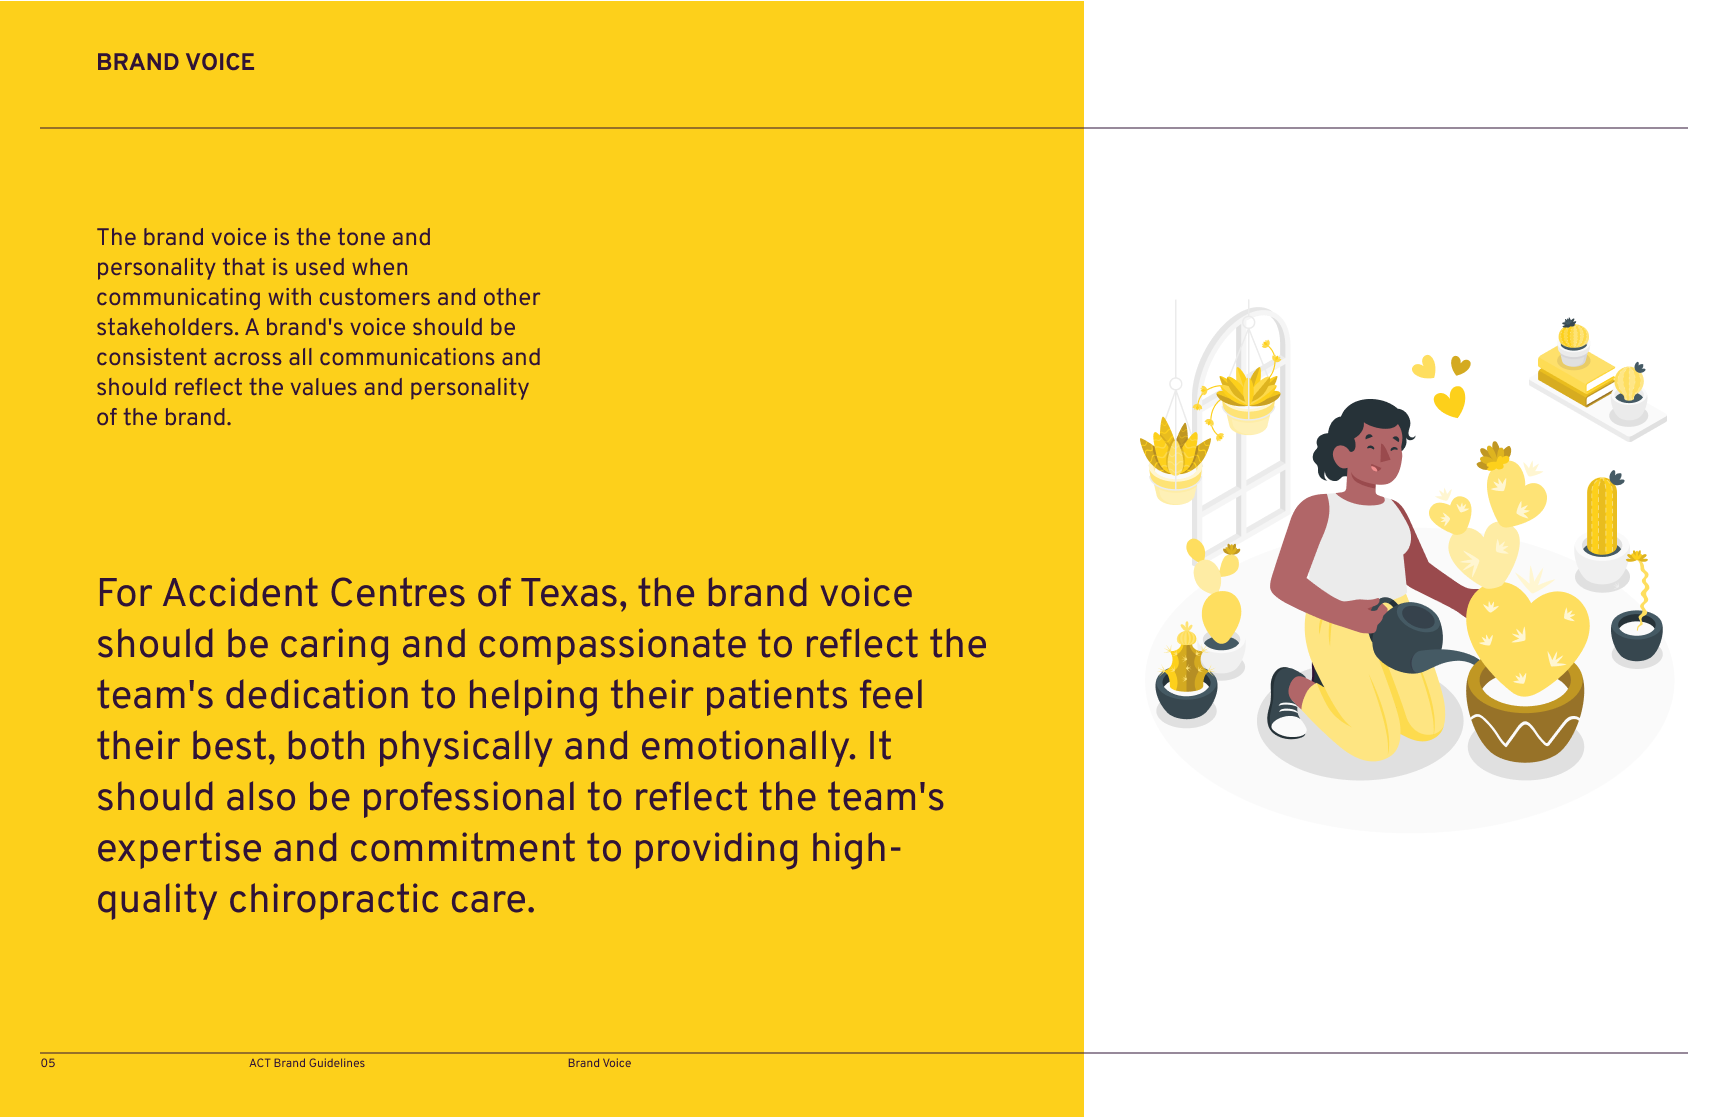 BRAND VOICE
The brand voice is the tone and
personality that is used when
communicating with customers and other
stakeholders. A brand's voice should be
consistent across all communications and
should reflect the values and personality
of the brand.
For Accident Centres of Texas, the brand voice
should be caring and compassionate to reflect the
team's dedication to helping their patients feel
their best, both physically and emotionally. It
should also be professional to reflect the team's
expertise and commitment to providing high-
quality chiropractic care.
05
ACT Brand Guidelines
Brand Voice